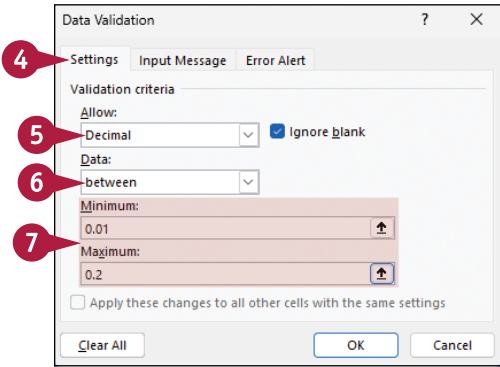 Data Validation ? ×
4 Settings Input Message Error Alert
Validation criteria
Allow:
5 Decimal Ignore blank
Data:
6 between
Minimum:
0.01
7
Maximum:
0.2
Apply these changes to all other cells with the same settings
Clear All OK Cancel